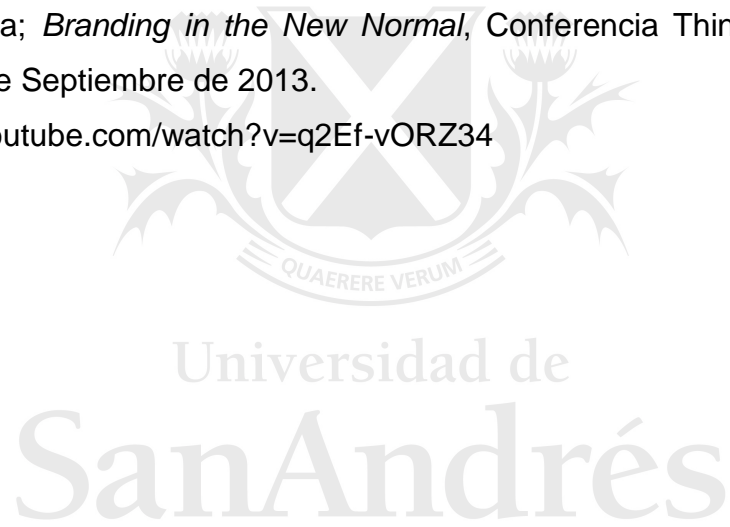 a; Branding in the New Normal, Conferencia Thin
e Septiembre de 2013.
outube.com/watch?v=q2Ef-vORZ34
QUAERERE VERUM
Universidad de
SanAndrés